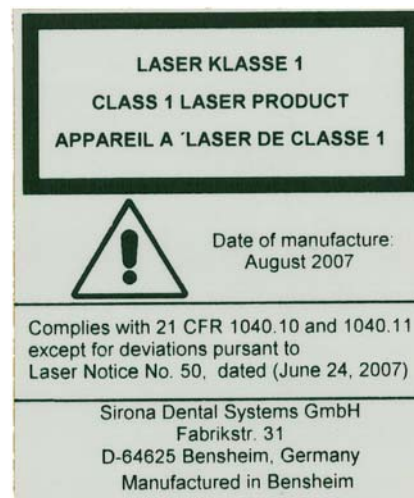 LASER KLASSE 1
CLASS 1 LASER PRODUCT
APPAREIL A ´LASER DE CLASSE 1
Date of manufacture:
August 2007
Complies with 21 CFR 1040.10 and 1040.11
except for deviations pursant to
Laser Notice No. 50, dated (June 24, 2007)
Sirona Dental Systems GmbH
Fabrikstr. 31
D-64625 Bensheim, Germany
Manufactured in Bensheim